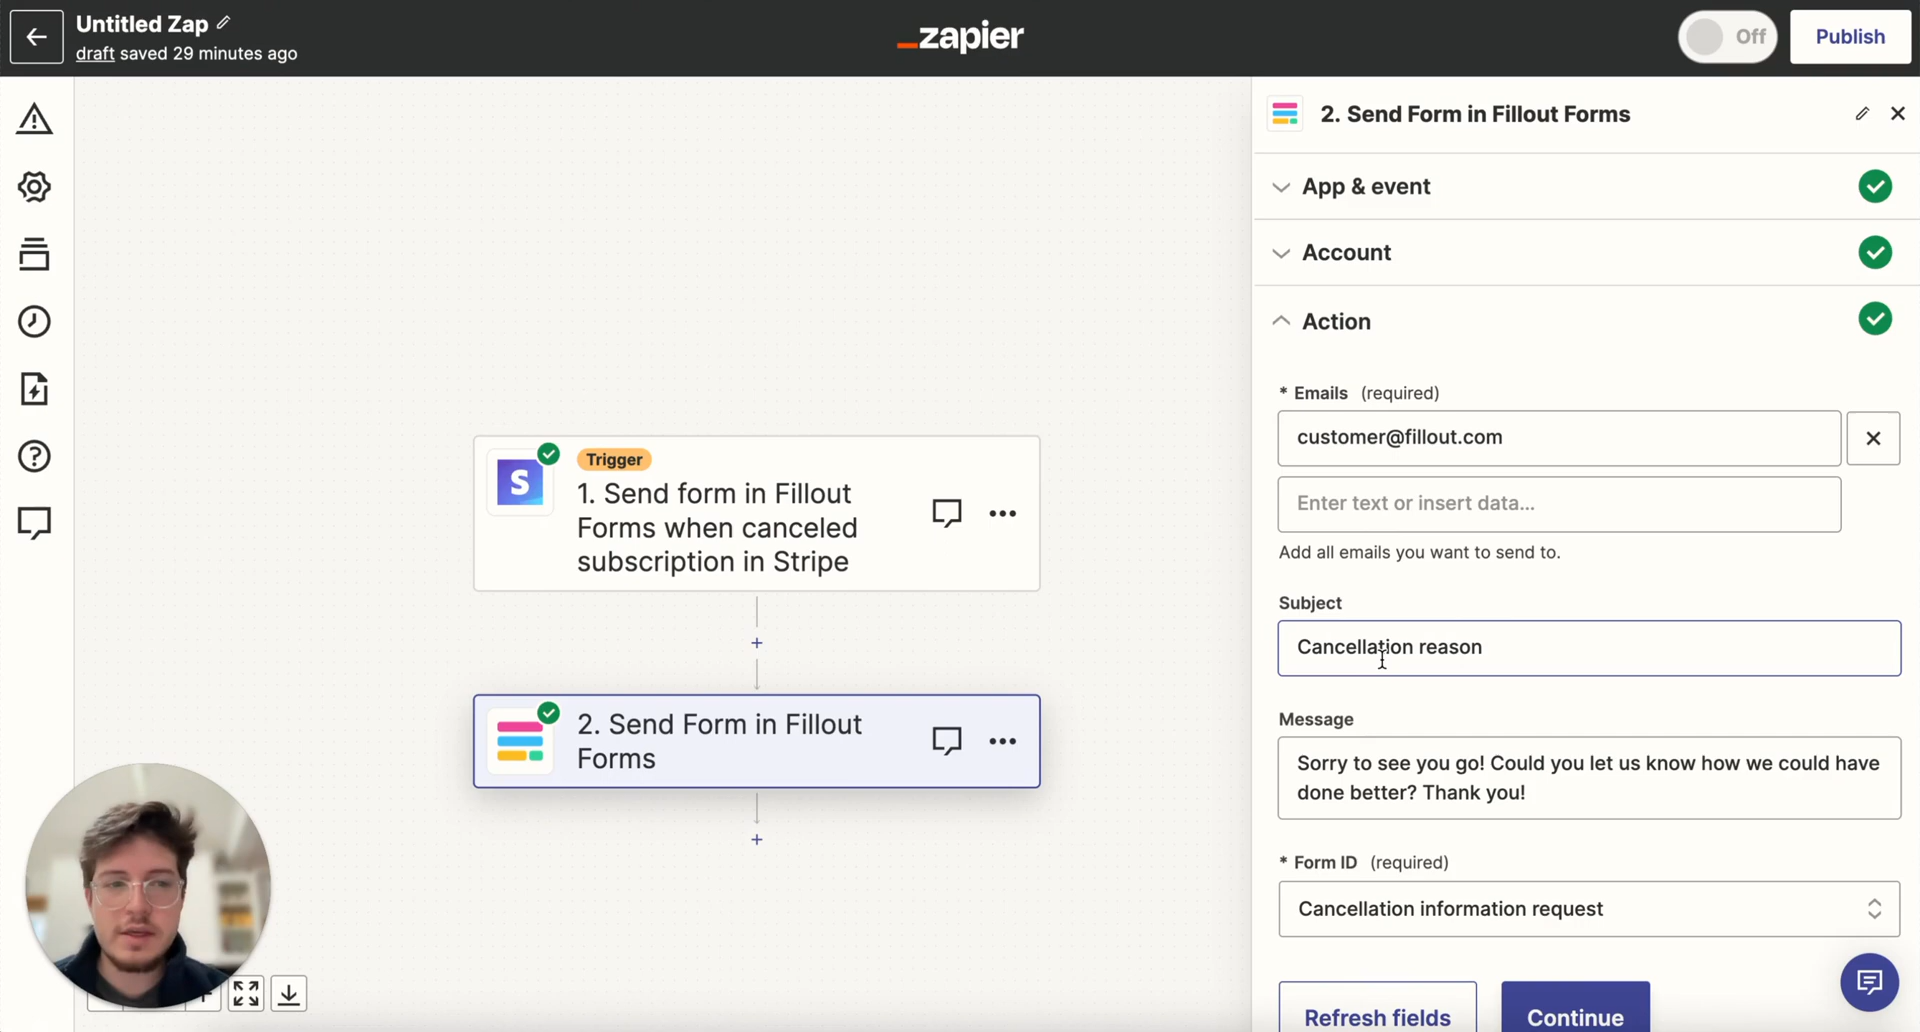 Untitled Zap
draft saved 29 minutes ago
zapier
Off
Publish
2. Send Form in Fillout Forms
App & event
Account
Action
* Emails (required)
customer@fillout.com
Enter text or insert data...
Add all emails you want to send to.
Subject
Cancellation reason
Message
Sorry to see you go! Could you let us know how we could have
done better? Thank you!
* Form ID (required)
Cancellation information request
Refresh fields
Continue
S
Trigger
1. Send form in Fillout
Forms when canceled
subscription in Stripe
2. Send Form in Fillout
Forms